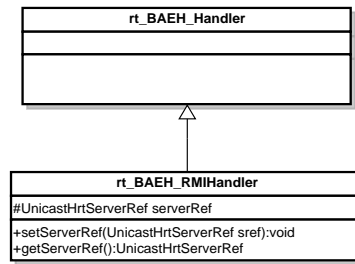 rt_BAEH_Handler
rt_BAEH_RMIHandler
#UnicastHrtServerRef serverRef
+setServerRef(UnicastHrtServerRef sref):void
+getServerRef():UnicastHrtServerRef